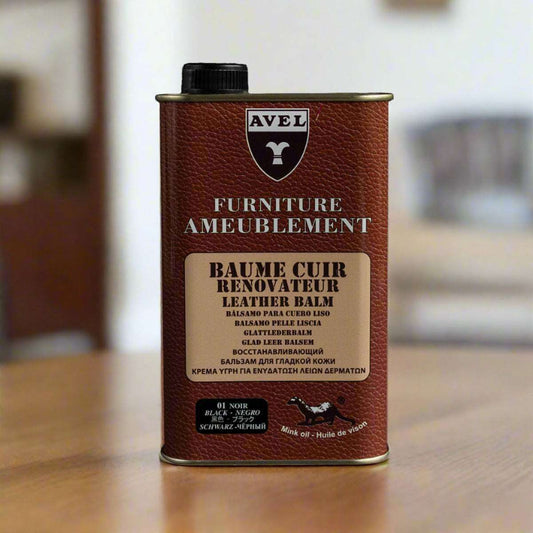 AVEL
FURNITURE
AMEUBLEMENT
BAUME CUIR
RENOVATEUR
LEATHER BALM
BÁLSAMO PARA CUERO LISO
BALSAMO PELLE LISCIA
GLATTLEDERBALM
GLAD LEER BALSEM
ВОССТАНАВЛИВАЮЩИЙ
БАЛЬЗАМ ДЛЯ ГЛАДКОЙ КОЖИ
ΚΡΕΜΑ ΥΓΡΗ ΓΙΑ ΕΝΥΔΑΤΩΣΗ ΛΕΙΩΝ ΔΕΡΜΑΤΩΝ
01 NOIR
BLACK - NEGRO
黒色 - ブラック
SCHWARZ -ЧЁРНЫЙ
Mink oil - Huile de vison